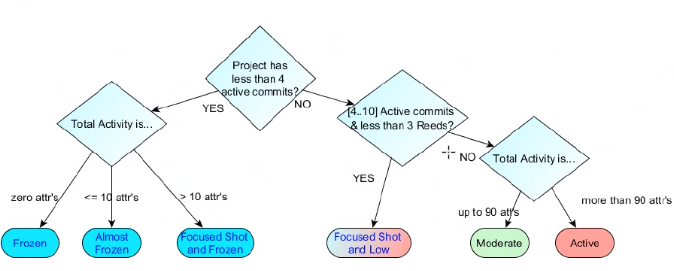 Project has
less than 4
active commits?
YES
NO
Total Activity is...
[4..10] Active commits
& less than 3 Reeds?
NO
Total Activity is...
YES
zero attr's
<= 10 attr's
> 10 attr's
up to 90 attr's
more than 90 attr's
Frozen
Almost
Frozen
Focused Shot
and Frozen
Focused Shot
and Low
Moderate
Active